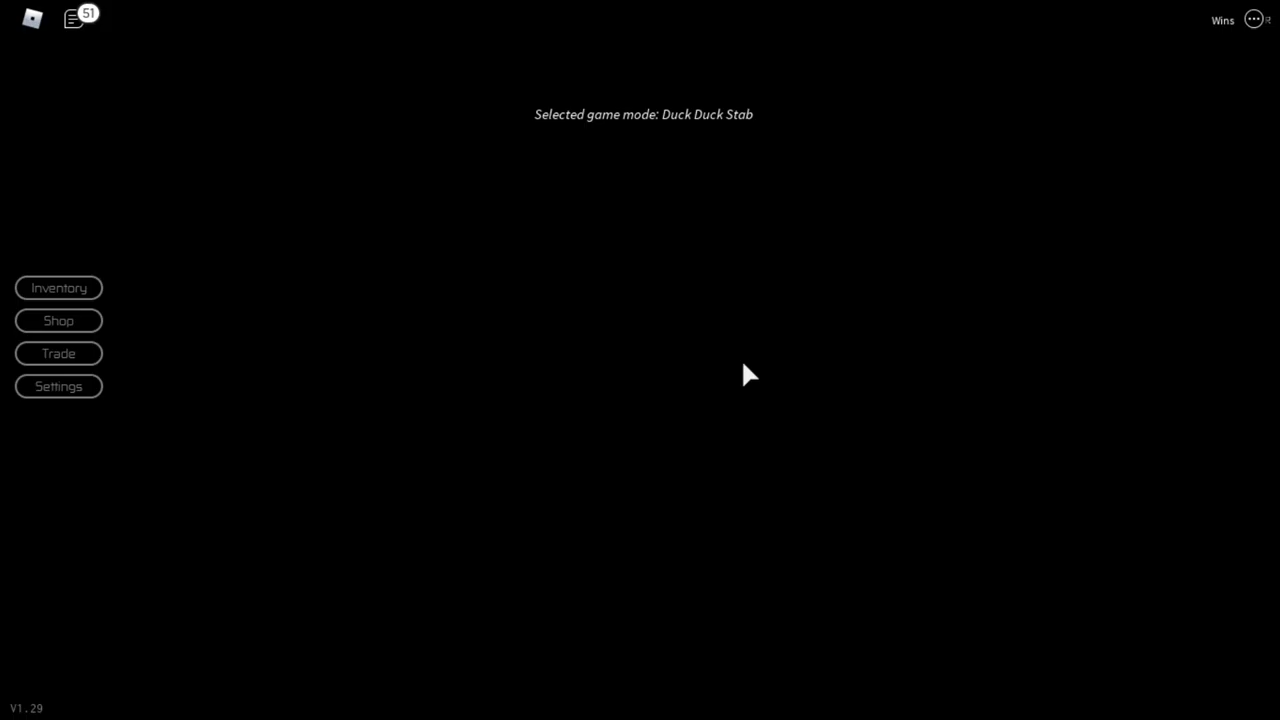 51
Wins
Selected game mode: Duck Duck Stab
Inventory
Shop
Trade
Settings
V1.29